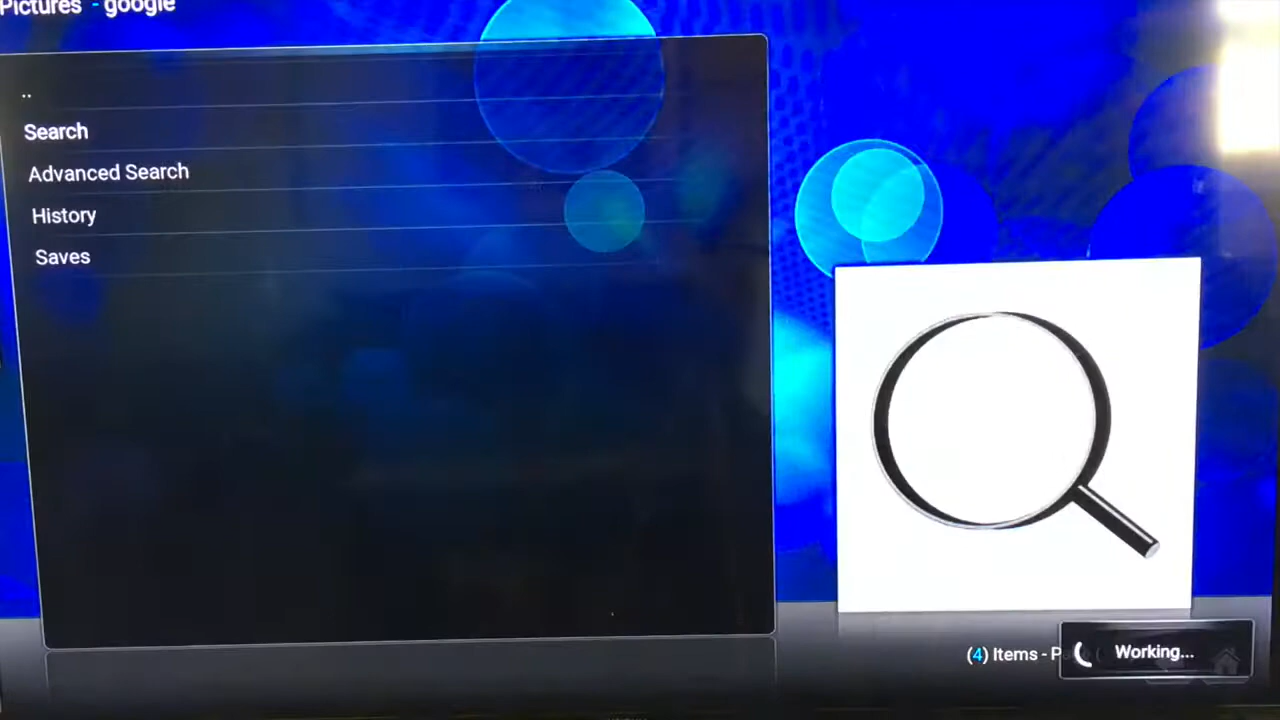 Pictures - google
..
Search
Advanced Search
History
Saves
(4) Items - P
Working...